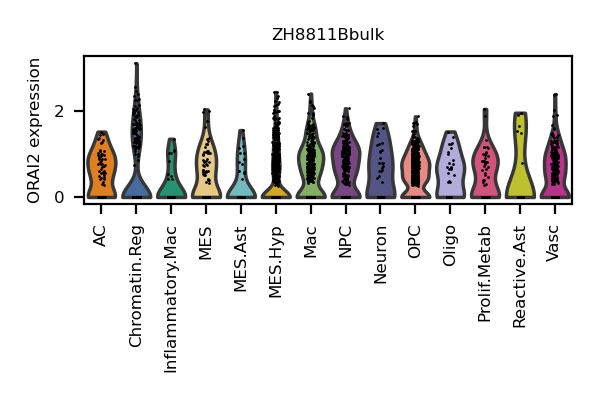 ZH8811Bbulk
ORAI2 expression
2
0
AC
Chromatin.Reg
Inflammatory.Mac
MES
MES.Ast
MES.Hyp
Mac
NPC
Neuron
OPC
Oligo
Prolif.Metab
Reactive.Ast
Vasc